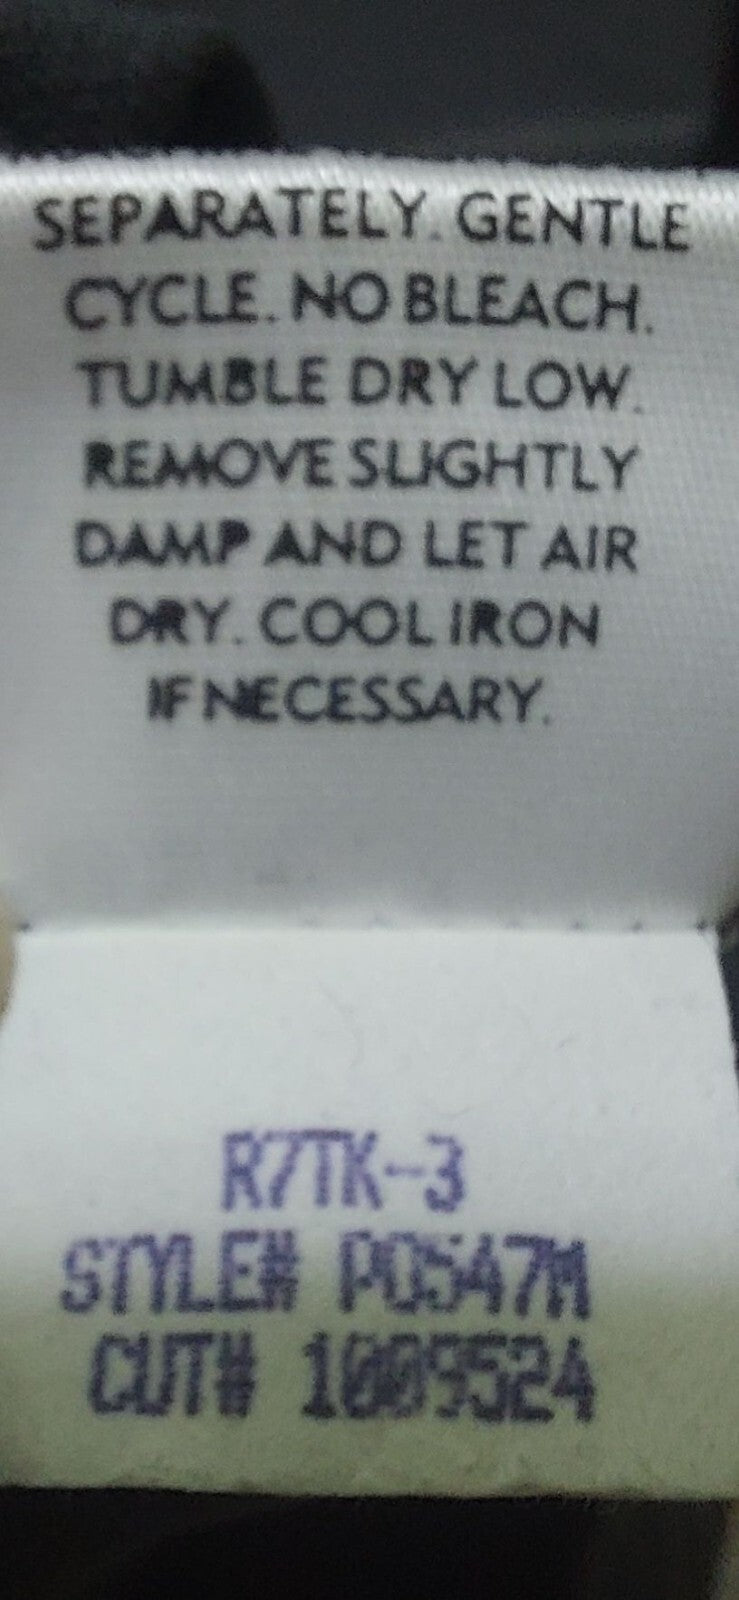 SEPARATELY. GENTLE
CYCLE. NO BLEACH.
TUMBLE DRY LOW.
REMOVE SLIGHTLY
DAMP AND LET AIR
DRY. COOL IRON
IF NECESSARY.
R7TK-3
STYLE# P0547M
CUT# 1009524